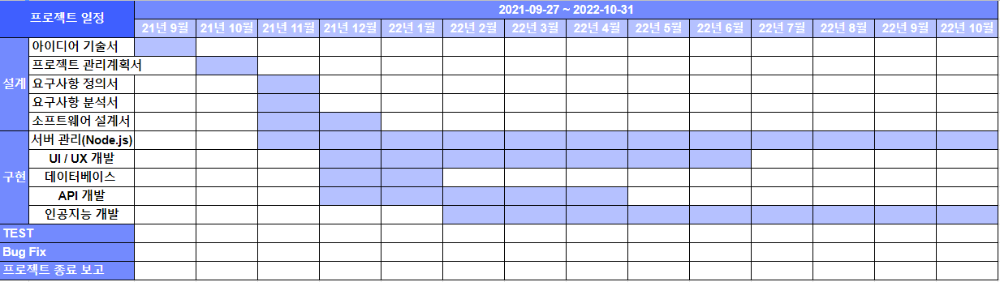 프로젝트 일정
2021-09-27 ~ 2022-10-31
21년 9월 21년 10월 21년 11월 21년 12월 22년 1월 22년 2월 22년 3월 22년 4월 22년 5월 22년 6월 22년 7월 22년 8월 22년 9월 22년 10월
설계
아이디어 기술서
프로젝트 관리계획서
요구사항 정의서
요구사항 분석서
소프트웨어 설계서
구현
서버 관리(Node.js)
UI / UX 개발
데이터베이스
API 개발
인공지능 개발
TEST
Bug Fix
프로젝트 종료 보고